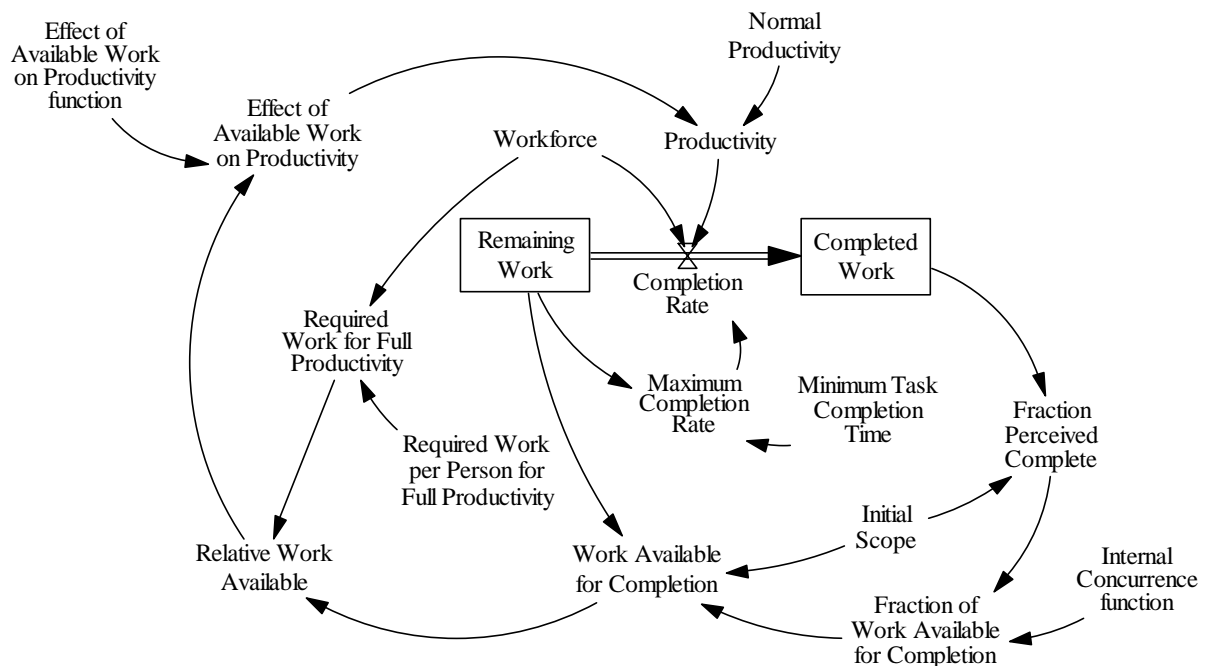 Effect of
Available Work
on Productivity
function
Normal
Productivity
Effect of
Available Work
on Productivity
Workforce
Productivity
Remaining
Work
Completion
Rate
Completed
Work
Required
Work for Full
Productivity
Maximum
Completion
Rate
Minimum Task
Completion
Time
Fraction
Perceived
Complete
Required Work
per Person for
Full Productivity
Initial
Scope
Relative Work
Available
Work Available
for Completion
Internal
Concurrence
function
Fraction of
Work Available
for Completion